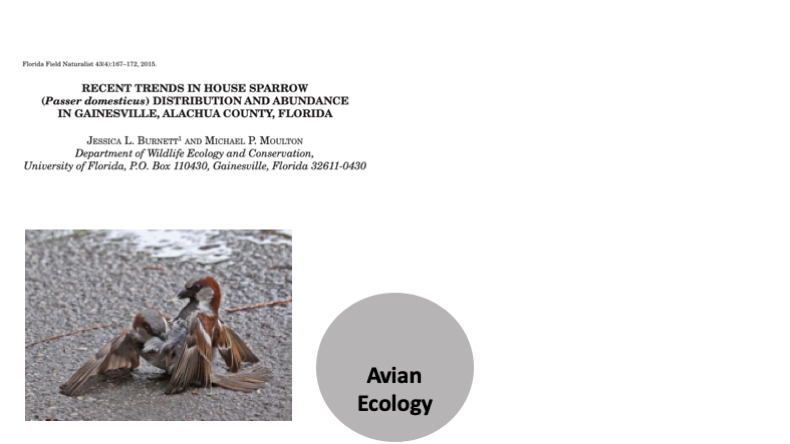 Florida Field Naturalist 43(4):167–172, 2015.
RECENT TRENDS IN HOUSE SPARROW
(Passer domesticus) DISTRIBUTION AND ABUNDANCE
IN GAINESVILLE, ALACHUA COUNTY, FLORIDA
Jessica L. Burnett¹ and Michael P. Moulton
Department of Wildlife Ecology and Conservation,
University of Florida, P.O. Box 110430, Gainesville, Florida 32611-0430
Avian
Ecology